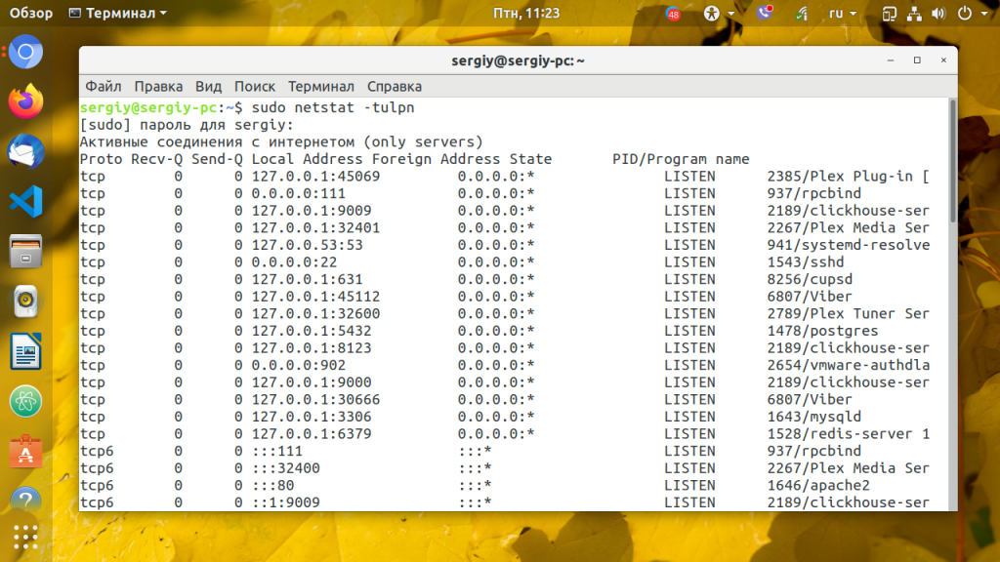 Обзор Терминал Птн, 11:23 48 ru
sergiy@sergiy-pc: ~
Файл Правка Вид Поиск Терминал Справка
sergiy@sergiy-pc:~$ sudo netstat -tulpn
[sudo] пароль для sergiy:
Активные соединения с интернетом (only servers)
Proto Recv-Q Send-Q Local Address Foreign Address State PID/Program name
tcp 0 0 127.0.0.1:45069 0.0.0.0:* LISTEN 2385/Plex Plug-in [
tcp 0 0 0.0.0.0:111 0.0.0.0:* LISTEN 937/rpcbind
tcp 0 0 127.0.0.1:9009 0.0.0.0:* LISTEN 2189/clickhouse-ser
tcp 0 0 127.0.0.1:32401 0.0.0.0:* LISTEN 2267/Plex Media Ser
tcp 0 0 127.0.0.53:53 0.0.0.0:* LISTEN 941/systemd-resolve
tcp 0 0 0.0.0.0:22 0.0.0.0:* LISTEN 1543/sshd
tcp 0 0 127.0.0.1:631 0.0.0.0:* LISTEN 8256/cupsd
tcp 0 0 127.0.0.1:45112 0.0.0.0:* LISTEN 6807/Viber
tcp 0 0 127.0.0.1:32600 0.0.0.0:* LISTEN 2789/Plex Tuner Ser
tcp 0 0 127.0.0.1:5432 0.0.0.0:* LISTEN 1478/postgres
tcp 0 0 127.0.0.1:8123 0.0.0.0:* LISTEN 2189/clickhouse-ser
tcp 0 0 0.0.0.0:902 0.0.0.0:* LISTEN 2654/vmware-authdla
tcp 0 0 127.0.0.1:9000 0.0.0.0:* LISTEN 2189/clickhouse-ser
tcp 0 0 127.0.0.1:30666 0.0.0.0:* LISTEN 6807/Viber
tcp 0 0 127.0.0.1:3306 0.0.0.0:* LISTEN 1643/mysqld
tcp 0 0 127.0.0.1:6379 0.0.0.0:* LISTEN 1528/redis-server 1
tcp6 0 0 :::111 :::* LISTEN 937/rpcbind
tcp6 0 0 :::32400 :::* LISTEN 2267/Plex Media Ser
tcp6 0 0 :::80 :::* LISTEN 1646/apache2
tcp6 0 0 ::1:9009 :::* LISTEN 2189/clickhouse-ser